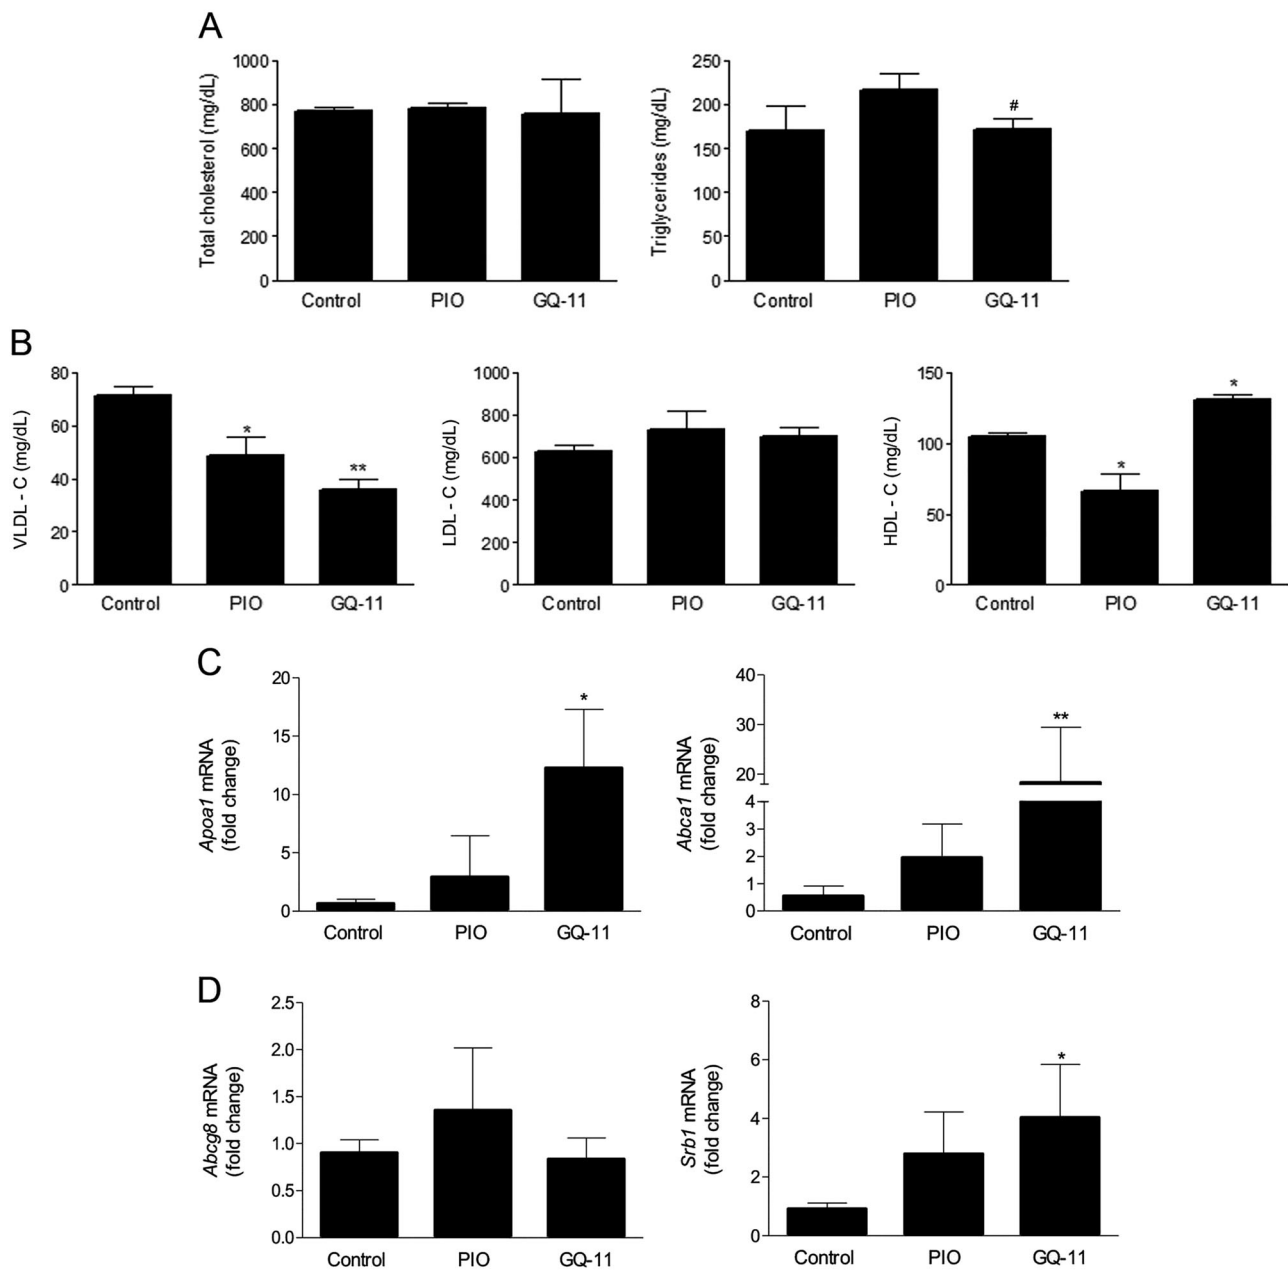 A
Total cholesterol (mg/dL)
1000
800
600
400
200
0
Control PIO GQ-11
Triglycerides (mg/dL)
250
200
150
100
50
0
#
Control PIO GQ-11
B
VLDL - C (mg/dL)
80
60
40
20
0
*
**
Control PIO GQ-11
LDL - C (mg/dL)
1000
800
600
400
200
0
Control PIO GQ-11
HDL - C (mg/dL)
150
100
50
0
*
*
Control PIO GQ-11
C
Apoa1 mRNA
(fold change)
20
15
10
5
0
*
Control PIO GQ-11
Abca1 mRNA
(fold change)
40
30
20
4
3
2
1
0
**
Control PIO GQ-11
D
Abcg8 mRNA
(fold change)
2.5
2.0
1.5
1.0
0.5
0.0
Control PIO GQ-11
Srb1 mRNA
(fold change)
8
6
4
2
0
*
Control PIO GQ-11